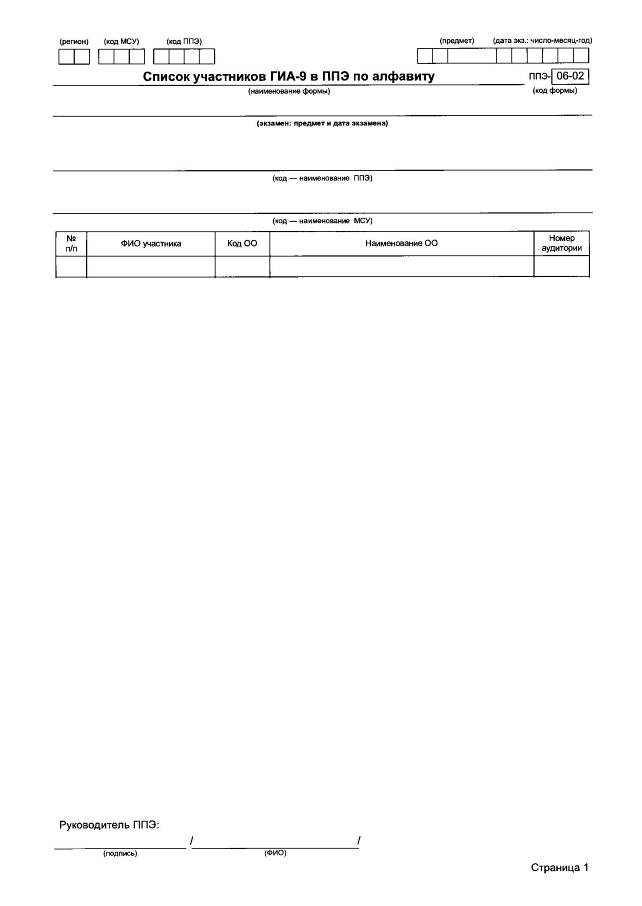 (регион) (код МСУ) (код ППЭ) (предмет) (дата экз.: число-месяц-год)
Список участников ГИА-9 в ППЭ по алфавиту ППЭ- 06-02
(наименование формы) (код формы)
(экзамен: предмет и дата экзамена)
(код — наименование ППЭ)
(код — наименование МСУ)
№ п/п ФИО участника Код ОО Наименование ОО Номер аудитории
Руководитель ППЭ:
/ /
(подпись) (ФИО)
Страница 1